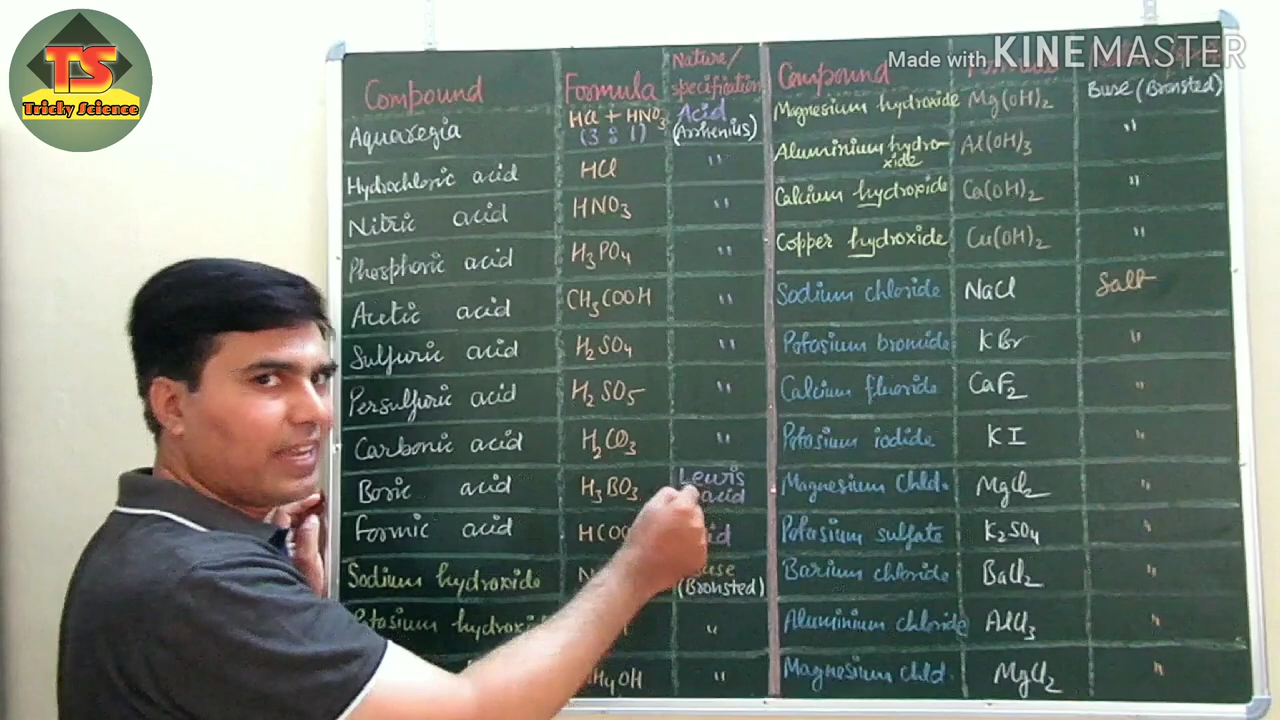 TS
Tricky Science
Made with KINEMASTER
Compound Formula Nature/ specification
Aquaregia HCl + HNO3 (3 : 1) Acid (Arrhenius)
Hydrochloric acid HCl "
Nitric acid HNO3 "
Phosphoric acid H3PO4 "
Acetic acid CH3COOH "
Sulfuric acid H2SO4 "
Persulfuric acid H2SO5 "
Carbonic acid H2CO3 "
Boric acid H3BO3 Lewis acid
Formic acid
Sodium hydroxide (Bronsted)
Potasium "
"
Compound
Magnesium hydroxide Mg(OH)2 Base (Bronsted)
Aluminium hydro-xide Al(OH)3 "
Calcium hydroxide Ca(OH)2 "
Copper hydroxide Cu(OH)2 "
Sodium chloride NaCl Salt
Potasium bromide KBr "
Calcium fluoride CaF2 "
Potasium iodide KI "
Magnesium Chld. MgCl2 "
Potasium sulfate K2SO4 "
Barium chloride BaCl2 "
Aluminium chloride AlCl3 "
Magnesium chld. MgCl2 "